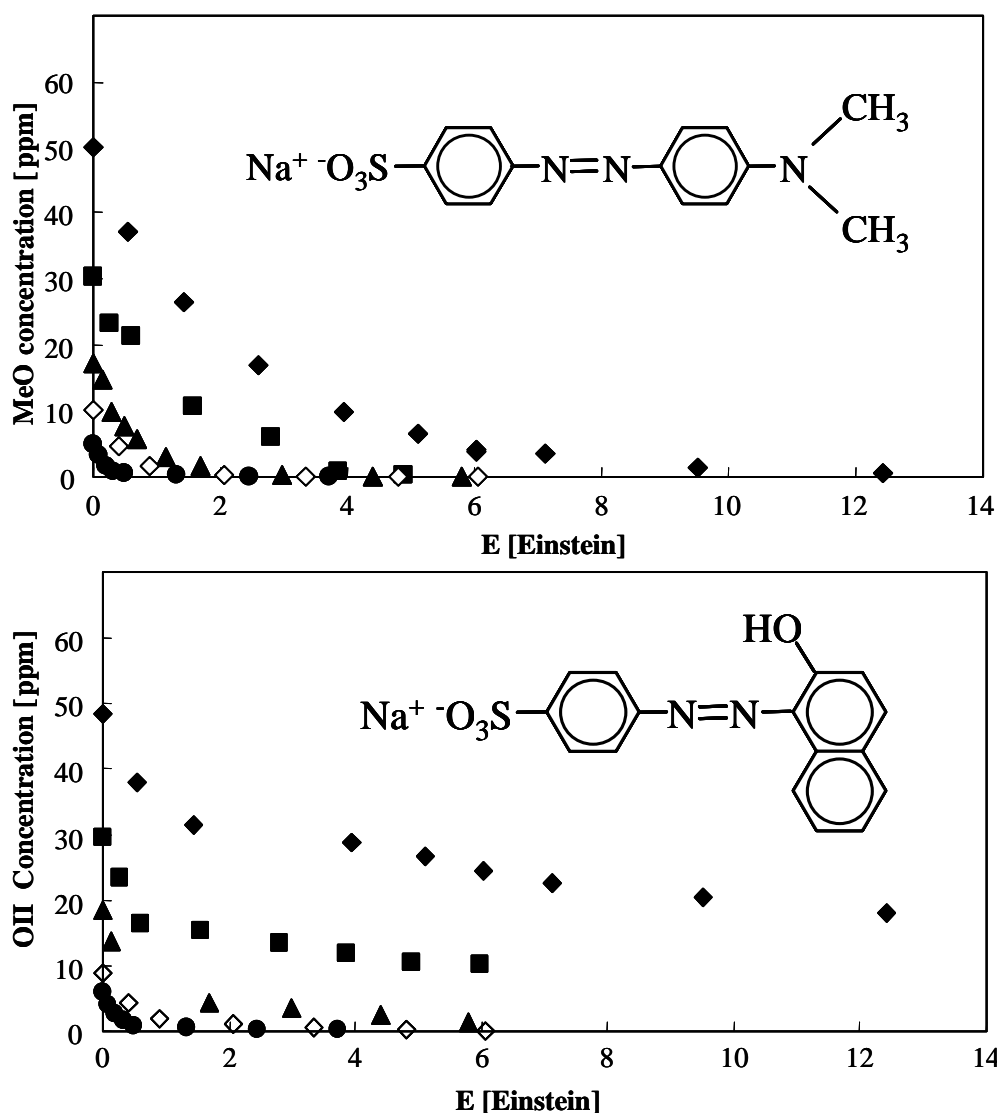 MeO concentration [ppm]
60
50
40
30
20
10
0
CH₃
Na⁺ ⁻O₃S
N=N
N
CH₃
0 2 4 6 8 10 12 14
E [Einstein]
OII Concentration [ppm]
60
50
40
30
20
10
0
HO
Na⁺ ⁻O₃S
N=N
0 2 4 6 8 10 12 14
E [Einstein]